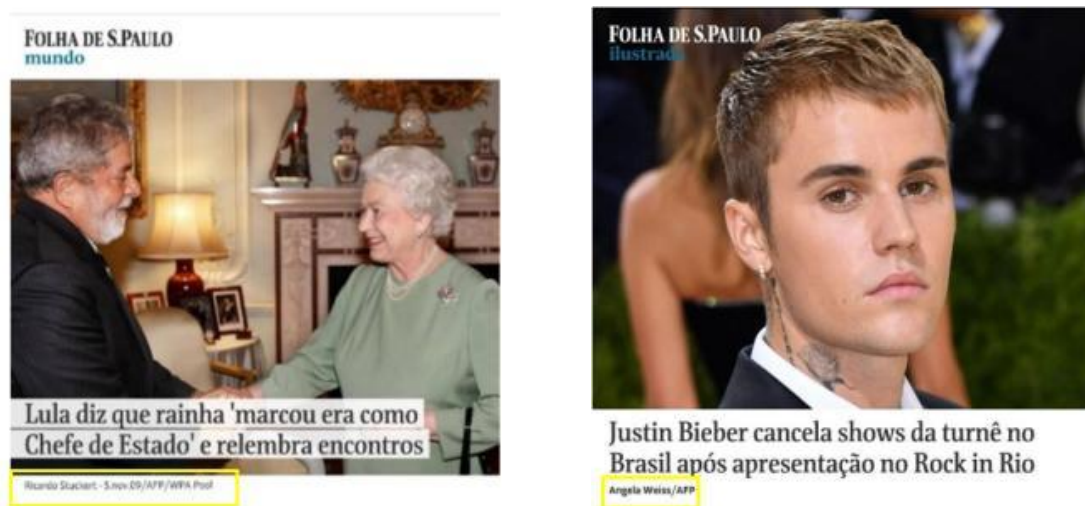 FOLHA DE S.PAULO
mundo
Lula diz que rainha 'marcou era como
Chefe de Estado' e relembra encontros
Ricardo Stuckert - 5.nov.09/AFP/WPA Pool
FOLHA DE S.PAULO
ilustrada
Justin Bieber cancela shows da turnê no
Brasil após apresentação no Rock in Rio
Angela Weiss/AFP